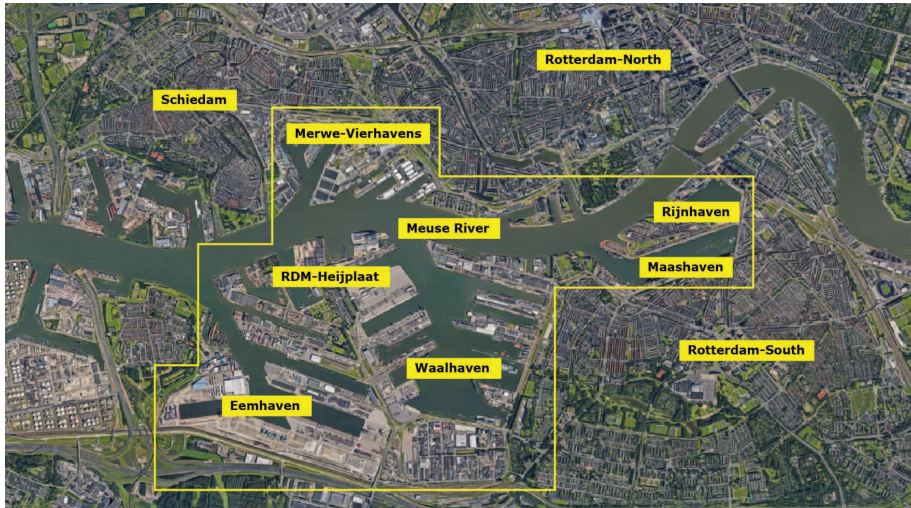 Rotterdam-North
Schiedam
Merwe-Vierhavens
Rijnhaven
Meuse River
Maashaven
RDM-Heijplaat
Rotterdam-South
Waalhaven
Eemhaven